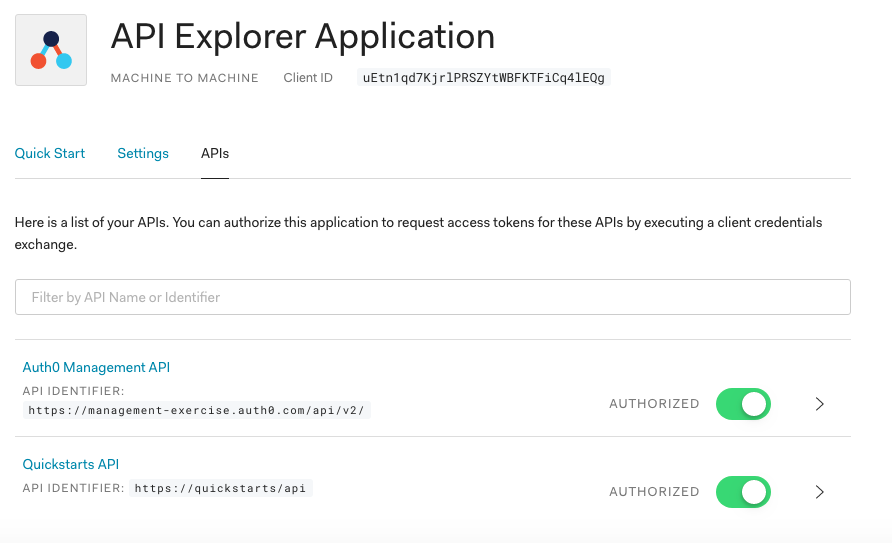 API Explorer Application
MACHINE TO MACHINE Client ID uEtn1qd7KjrlPRSZYtWBFKTFiCq4lEQg
Quick Start Settings APIs
Here is a list of your APIs. You can authorize this application to request access tokens for these APIs by executing a client credentials
exchange.
Filter by API Name or Identifier
Auth0 Management API
API IDENTIFIER:
https://management-exercise.auth0.com/api/v2/
AUTHORIZED
Quickstarts API
API IDENTIFIER: https://quickstarts/api
AUTHORIZED